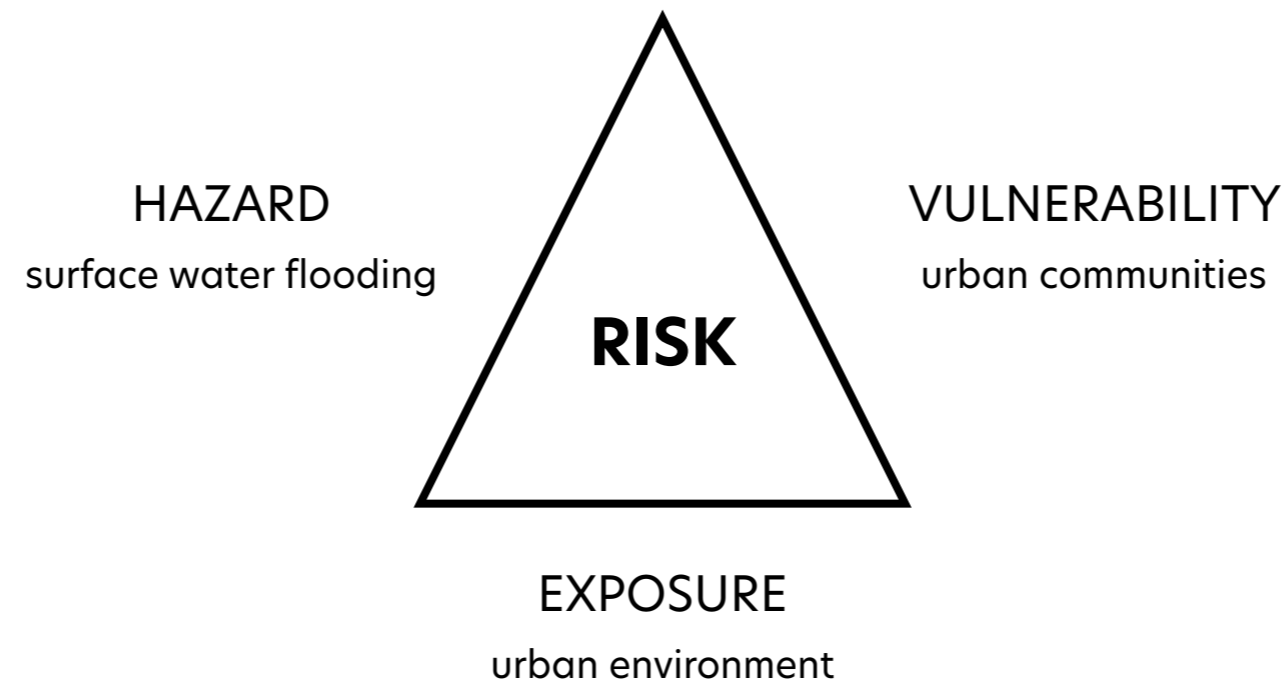 HAZARD
surface water flooding
VULNERABILITY
urban communities
RISK
EXPOSURE
urban environment